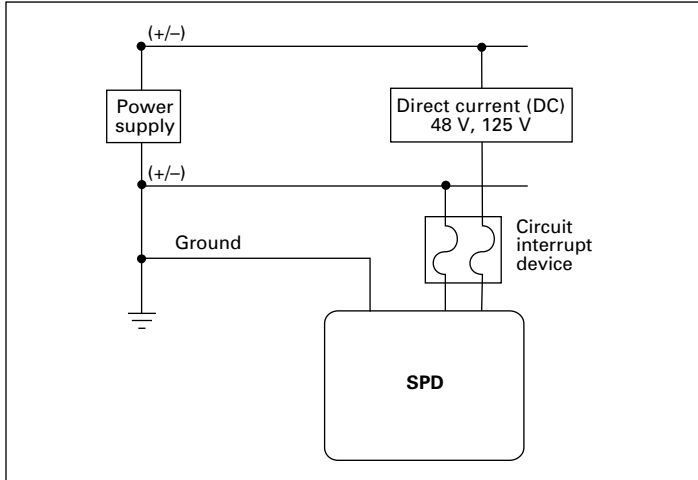 (+/–)
Power
supply
Direct current (DC)
48 V, 125 V
(+/–)
Ground
Circuit
interrupt
device
SPD